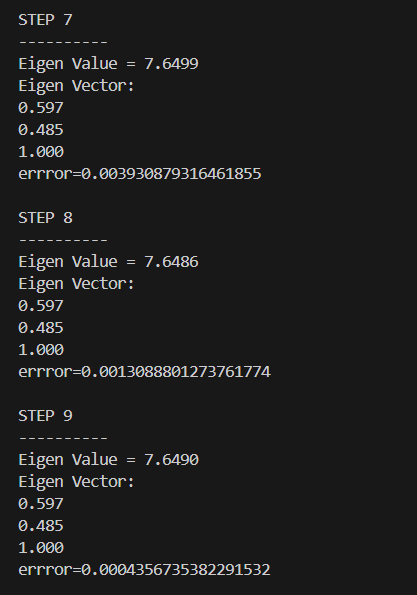 STEP 7
----------
Eigen Value = 7.6499
Eigen Vector:
0.597
0.485
1.000
errror=0.003930879316461855
STEP 8
----------
Eigen Value = 7.6486
Eigen Vector:
0.597
0.485
1.000
errror=0.0013088801273761774
STEP 9
----------
Eigen Value = 7.6490
Eigen Vector:
0.597
0.485
1.000
errror=0.0004356735382291532